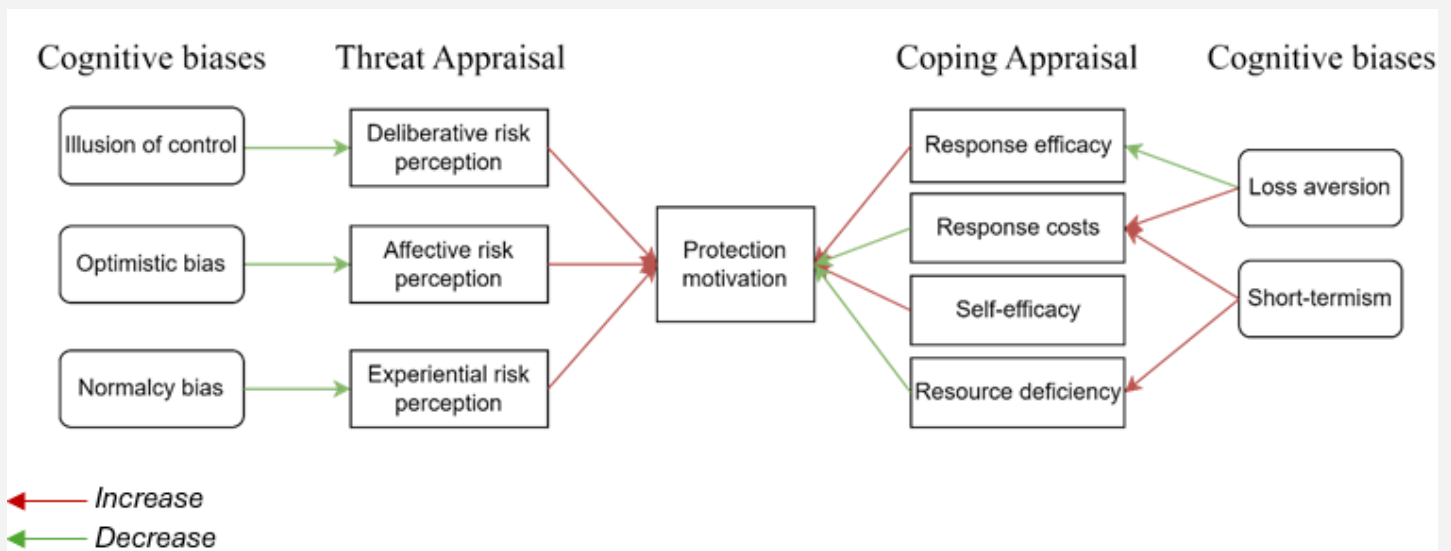 Cognitive biases
Threat Appraisal
Coping Appraisal
Cognitive biases
Illusion of control
Deliberative risk
perception
Response efficacy
Loss aversion
Optimistic bias
Affective risk
perception
Protection
motivation
Response costs
Self-efficacy
Short-termism
Normalcy bias
Experiential risk
perception
Resource deficiency
Increase
Decrease